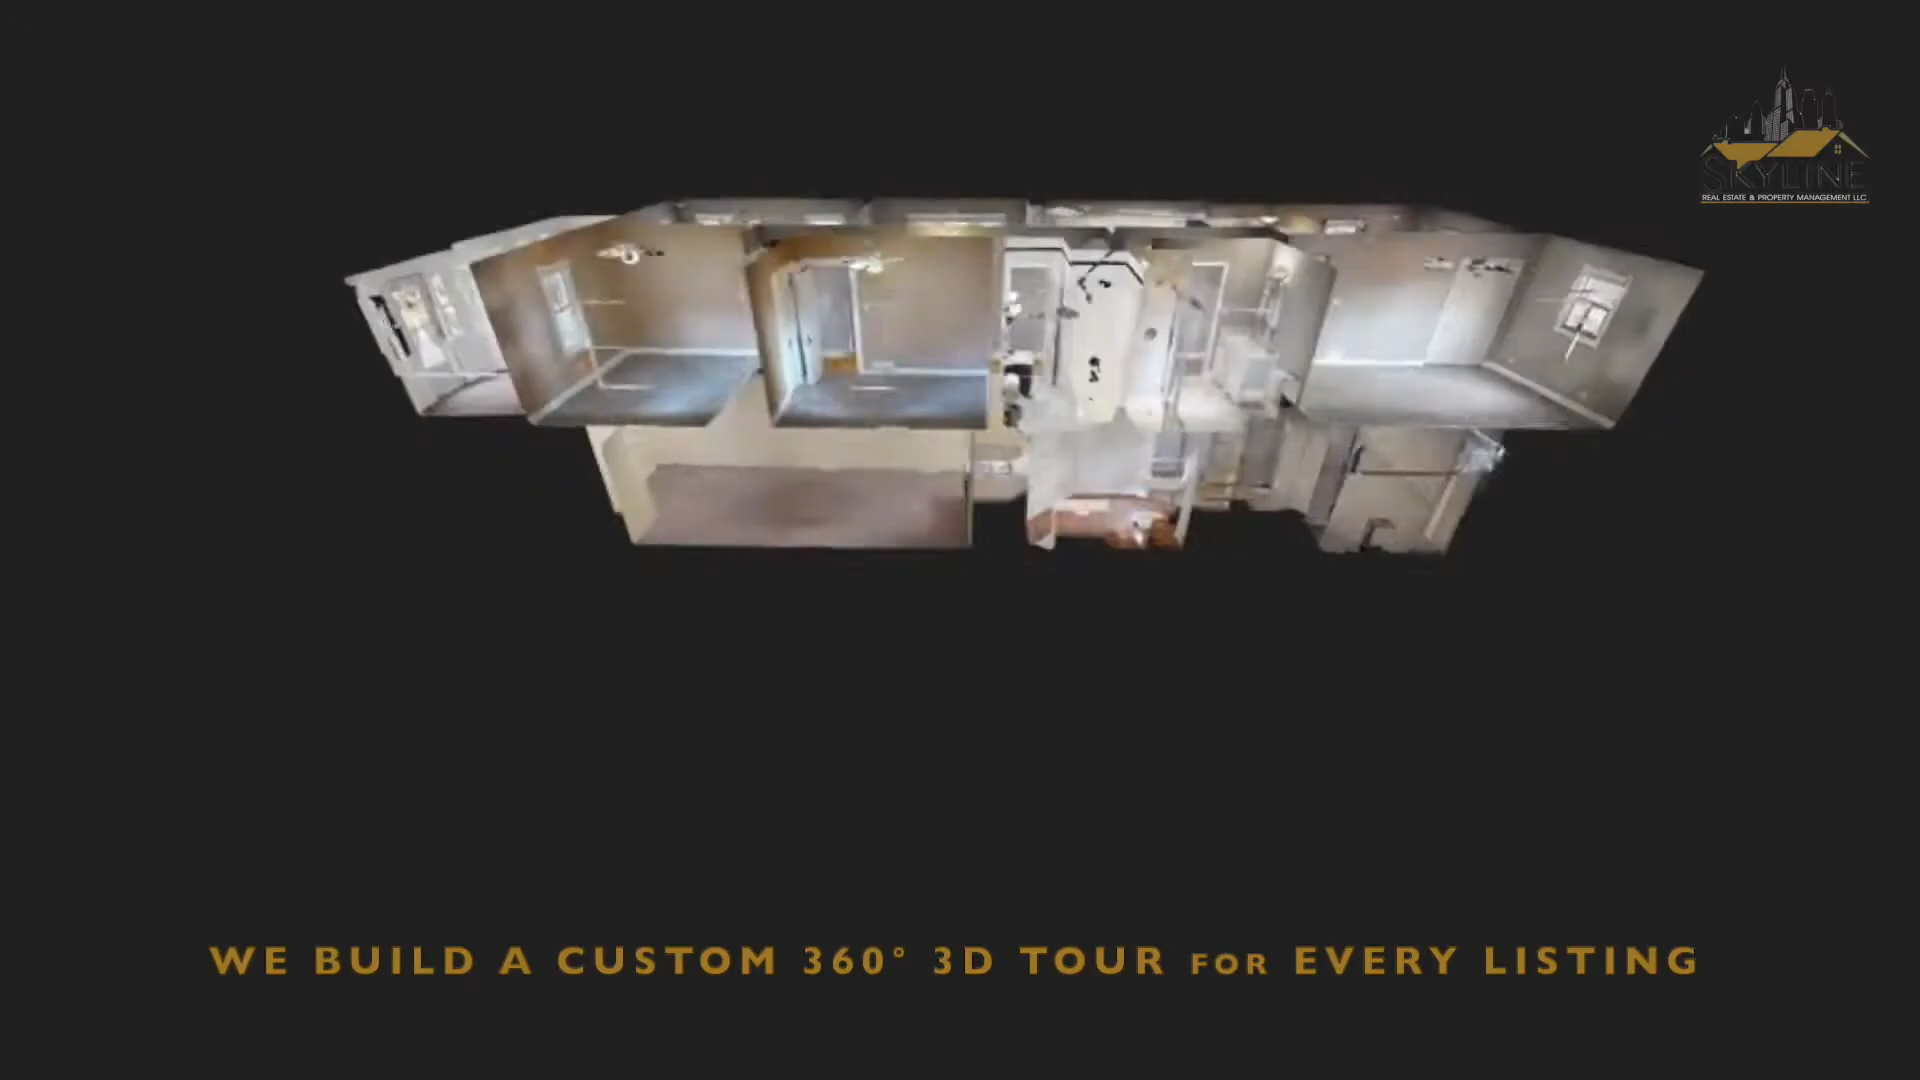 SKYLINE
REAL ESTATE & PROPERTY MANAGEMENT LLC
WE BUILD A CUSTOM 360° 3D TOUR FOR EVERY LISTING